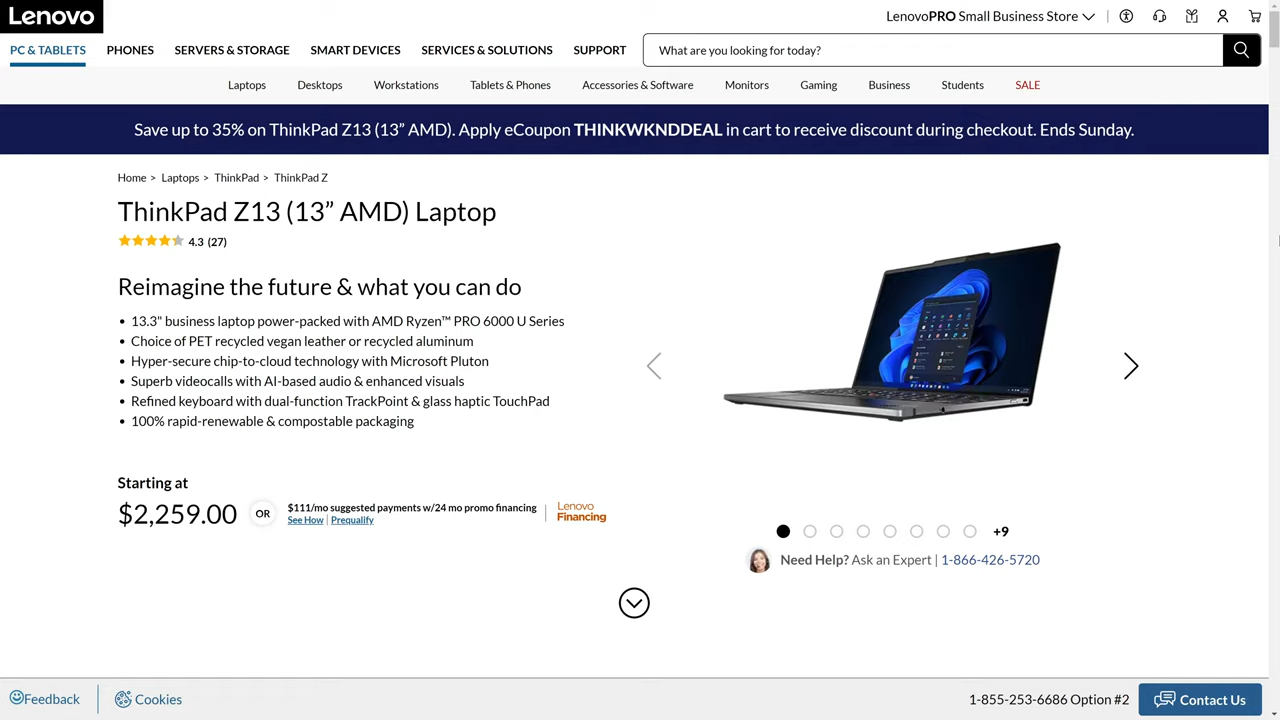 Lenovo
LenovoPRO Small Business Store
PC & TABLETS PHONES SERVERS & STORAGE SMART DEVICES SERVICES & SOLUTIONS SUPPORT What are you looking for today?
Laptops Desktops Workstations Tablets & Phones Accessories & Software Monitors Gaming Business Students SALE
Save up to 35% on ThinkPad Z13 (13” AMD). Apply eCoupon THINKWKNDDEAL in cart to receive discount during checkout. Ends Sunday.
Home > Laptops > ThinkPad > ThinkPad Z
ThinkPad Z13 (13” AMD) Laptop
4.3 (27)
Reimagine the future & what you can do
• 13.3" business laptop power-packed with AMD Ryzen™ PRO 6000 U Series
• Choice of PET recycled vegan leather or recycled aluminum
• Hyper-secure chip-to-cloud technology with Microsoft Pluton
• Superb videocalls with AI-based audio & enhanced visuals
• Refined keyboard with dual-function TrackPoint & glass haptic TouchPad
• 100% rapid-renewable & compostable packaging
Starting at
$2,259.00 OR $111/mo suggested payments w/24 mo promo financing
See How | Prequalify
Lenovo
Financing
+9
Need Help? Ask an Expert | 1-866-426-5720
Feedback Cookies 1-855-253-6686 Option #2 Contact Us